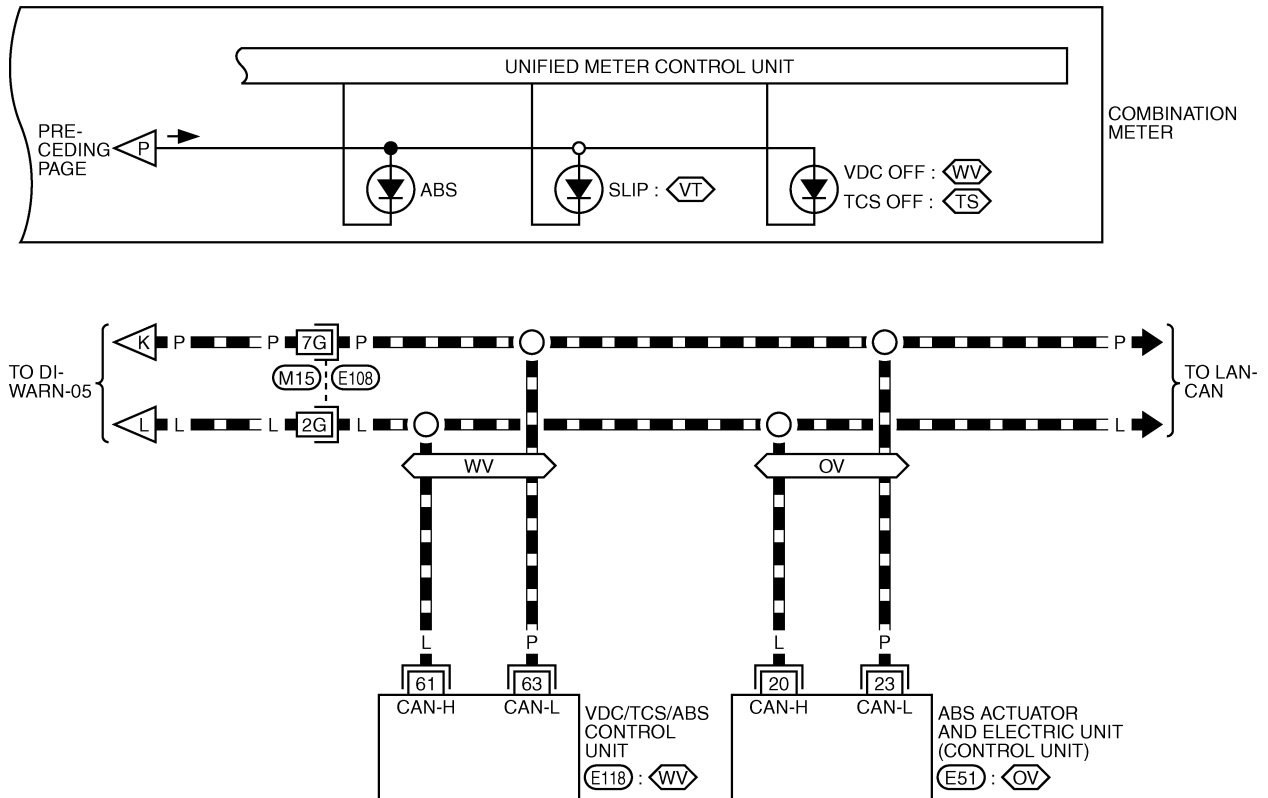 UNIFIED METER CONTROL UNIT
COMBINATION
METER
PRE-
CEDING
PAGE
P
ABS
SLIP : VT
VDC OFF : WV
TCS OFF : TS
TO DI-
WARN-05
K P P 7G P P
M15 E108
L L L 2G L L
TO LAN-
CAN
WV OV
L P L P
61 63 20 23
CAN-H CAN-L CAN-H CAN-L
VDC/TCS/ABS
CONTROL
UNIT
E118 : WV
ABS ACTUATOR
AND ELECTRIC UNIT
(CONTROL UNIT)
E51 : OV